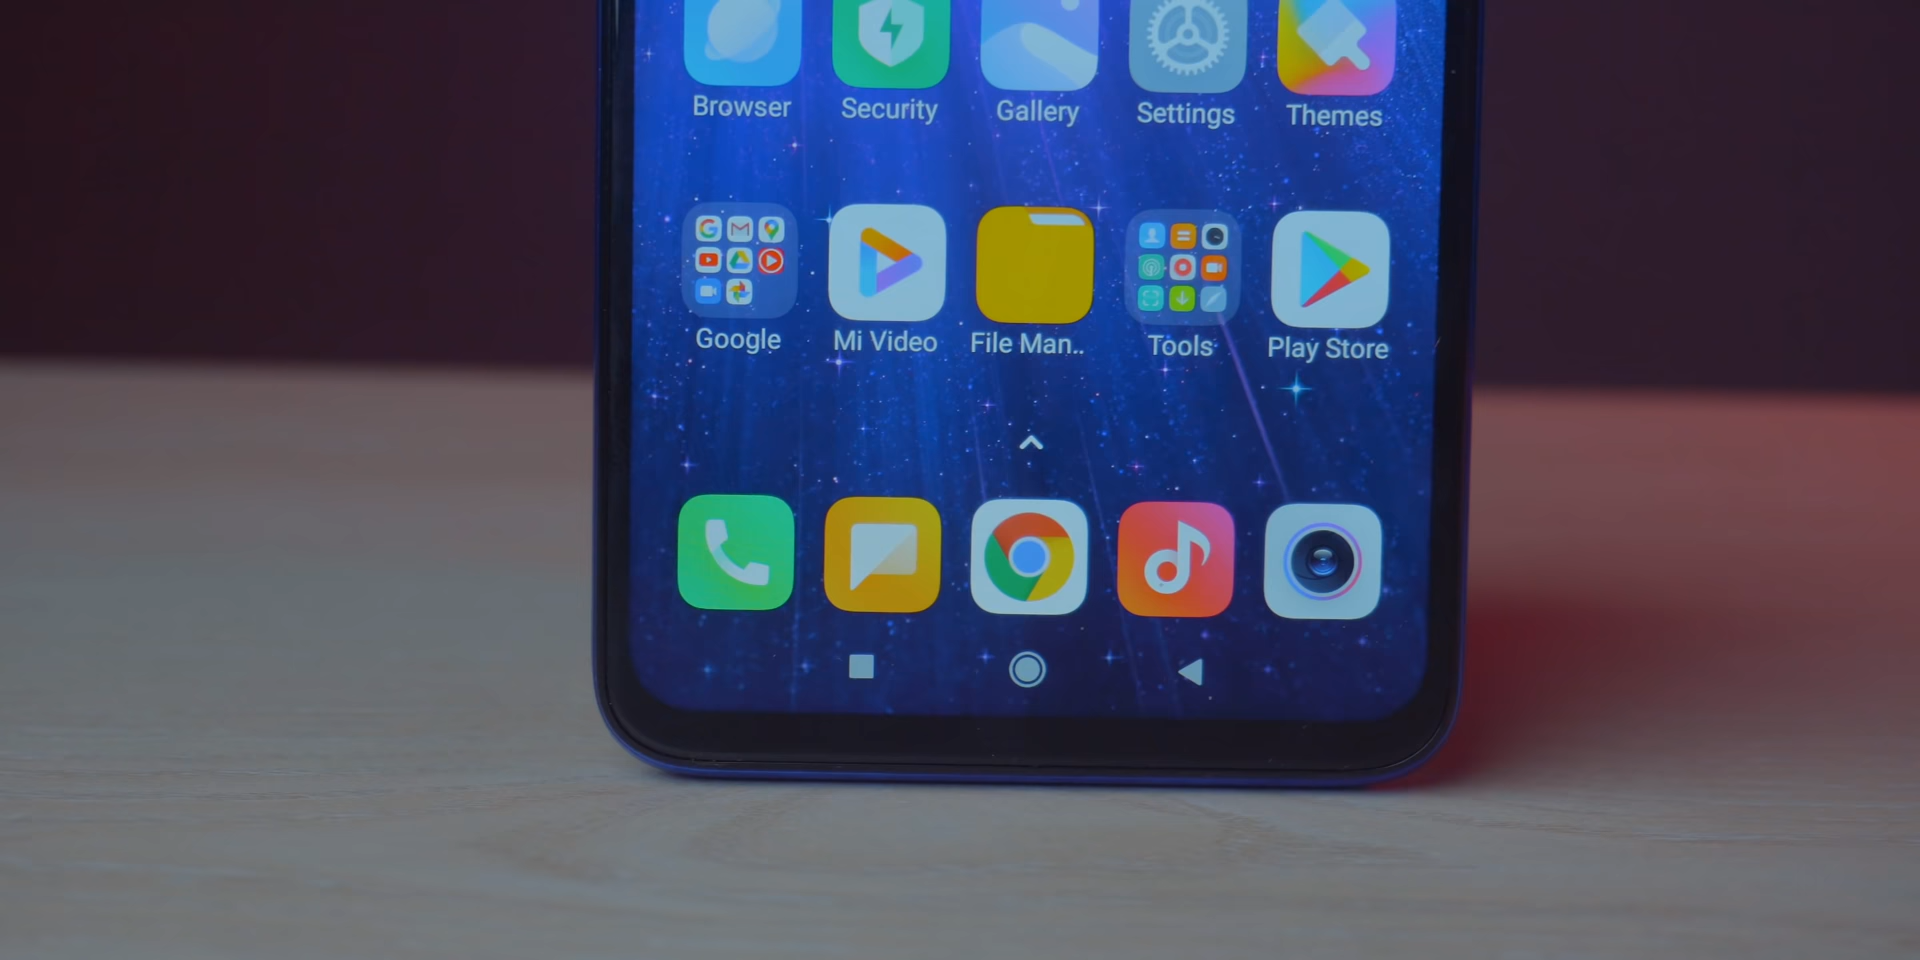 Browser
Security
Gallery
Settings
Themes
Google
Mi Video
File Man..
Tools
Play Store